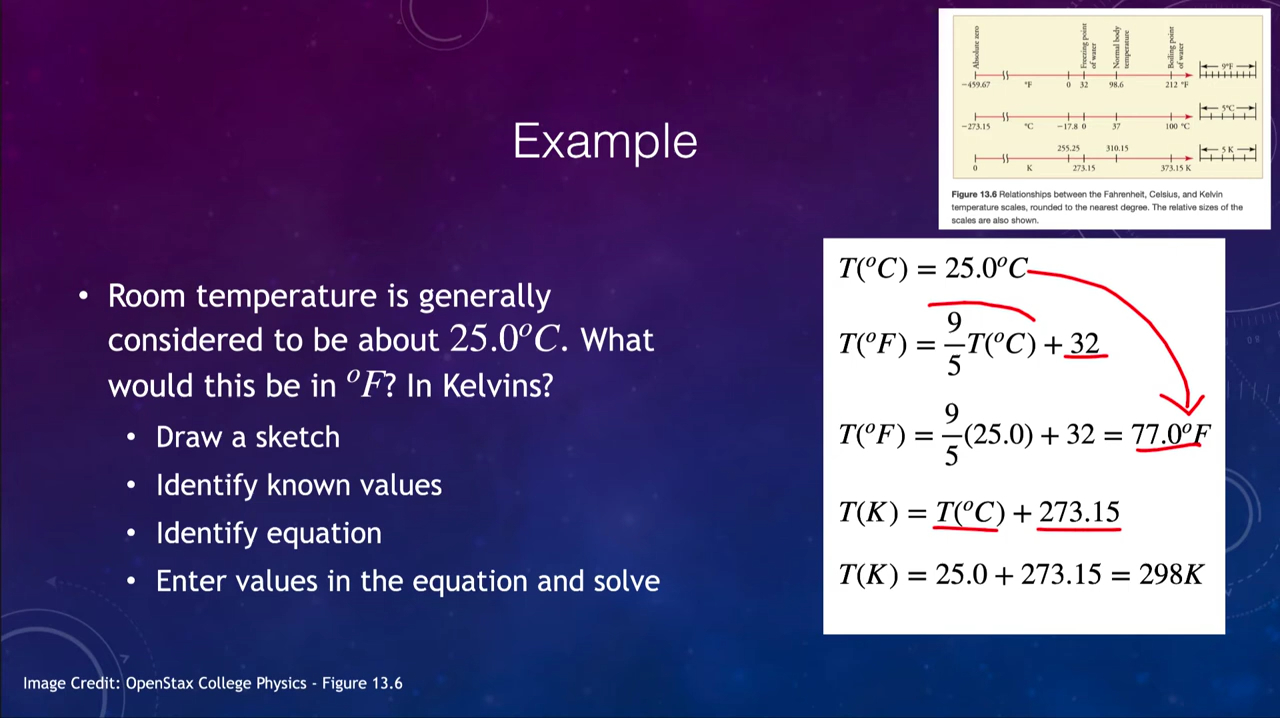 Example
• Room temperature is generally
considered to be about 25.0°C. What
would this be in °F? In Kelvins?
• Draw a sketch
• Identify known values
• Identify equation
• Enter values in the equation and solve
Image Credit: OpenStax College Physics - Figure 13.6
Absolute zero
Freezing point
of water
Normal body
temperature
Boiling point
of water
−459.67 °F 0 32 98.6 212 °F
9°F
−273.15 °C −17.8 0 37 100 °C
5°C
255.25 310.15
5 K
0 K 273.15 373.15 K
Figure 13.6 Relationships between the Fahrenheit, Celsius, and Kelvin
temperature scales, rounded to the nearest degree. The relative sizes of the
scales are also shown.
T(°C) = 25.0°C
T(°F) = 9/5 T(°C) + 32
T(°F) = 9/5 (25.0) + 32 = 77.0°F
T(K) = T(°C) + 273.15
T(K) = 25.0 + 273.15 = 298K